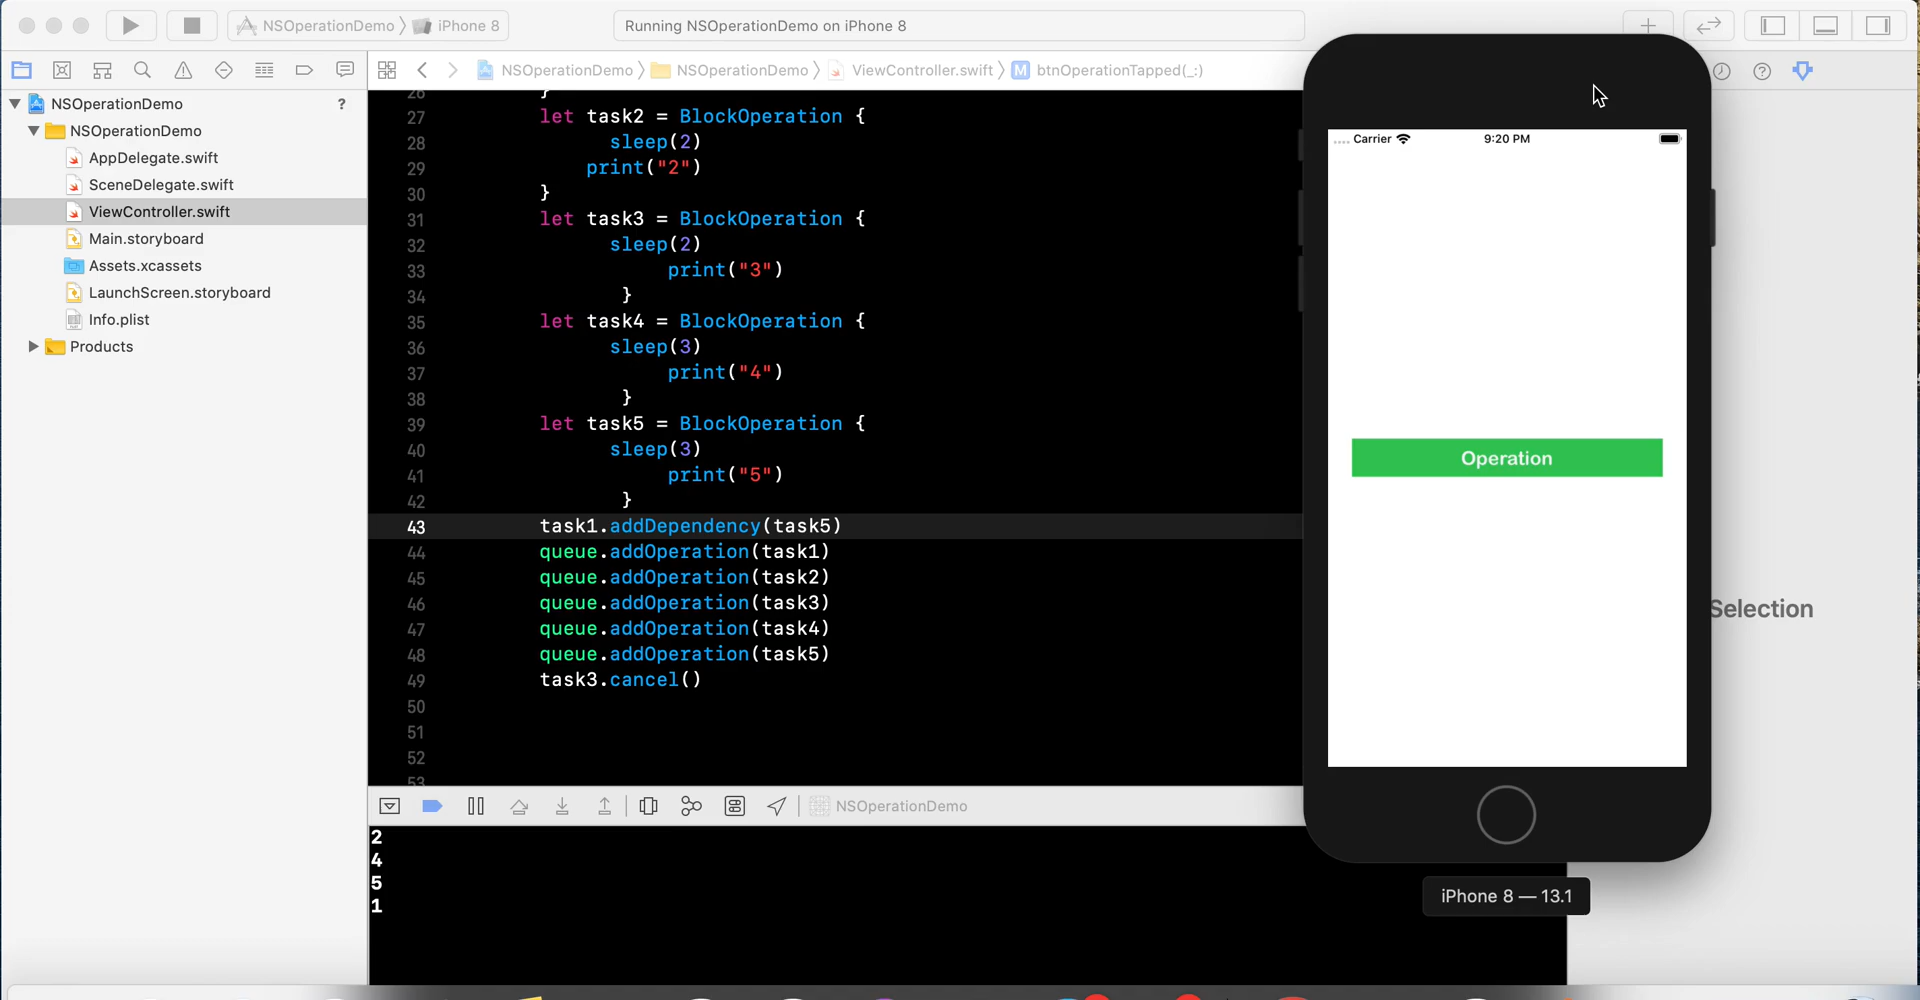 NSOperationDemo 〉 iPhone 8
Running NSOperationDemo on iPhone 8
NSOperationDemo 〉 NSOperationDemo 〉 ViewController.swift 〉 M btnOperationTapped(_:)
NSOperationDemo ?
NSOperationDemo
AppDelegate.swift
SceneDelegate.swift
ViewController.swift
Main.storyboard
Assets.xcassets
LaunchScreen.storyboard
Info.plist
Products
26 }
27 let task2 = BlockOperation {
28 sleep(2)
29 print("2")
30 }
31 let task3 = BlockOperation {
32 sleep(2)
33 print("3")
34 }
35 let task4 = BlockOperation {
36 sleep(3)
37 print("4")
38 }
39 let task5 = BlockOperation {
40 sleep(3)
41 print("5")
42 }
43 task1.addDependency(task5)
44 queue.addOperation(task1)
45 queue.addOperation(task2)
46 queue.addOperation(task3)
47 queue.addOperation(task4)
48 queue.addOperation(task5)
49 task3.cancel()
50
51
52
53
NSOperationDemo
2
4
5
1
Carrier 9:20 PM
Operation
iPhone 8 — 13.1
Selection